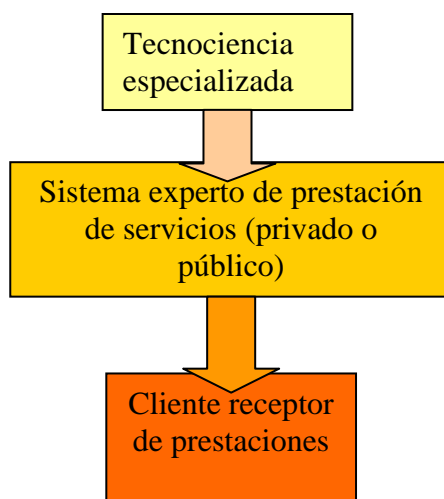 Tecnociencia
especializada
Sistema experto de prestación
de servicios (privado o
público)
Cliente receptor
de prestaciones